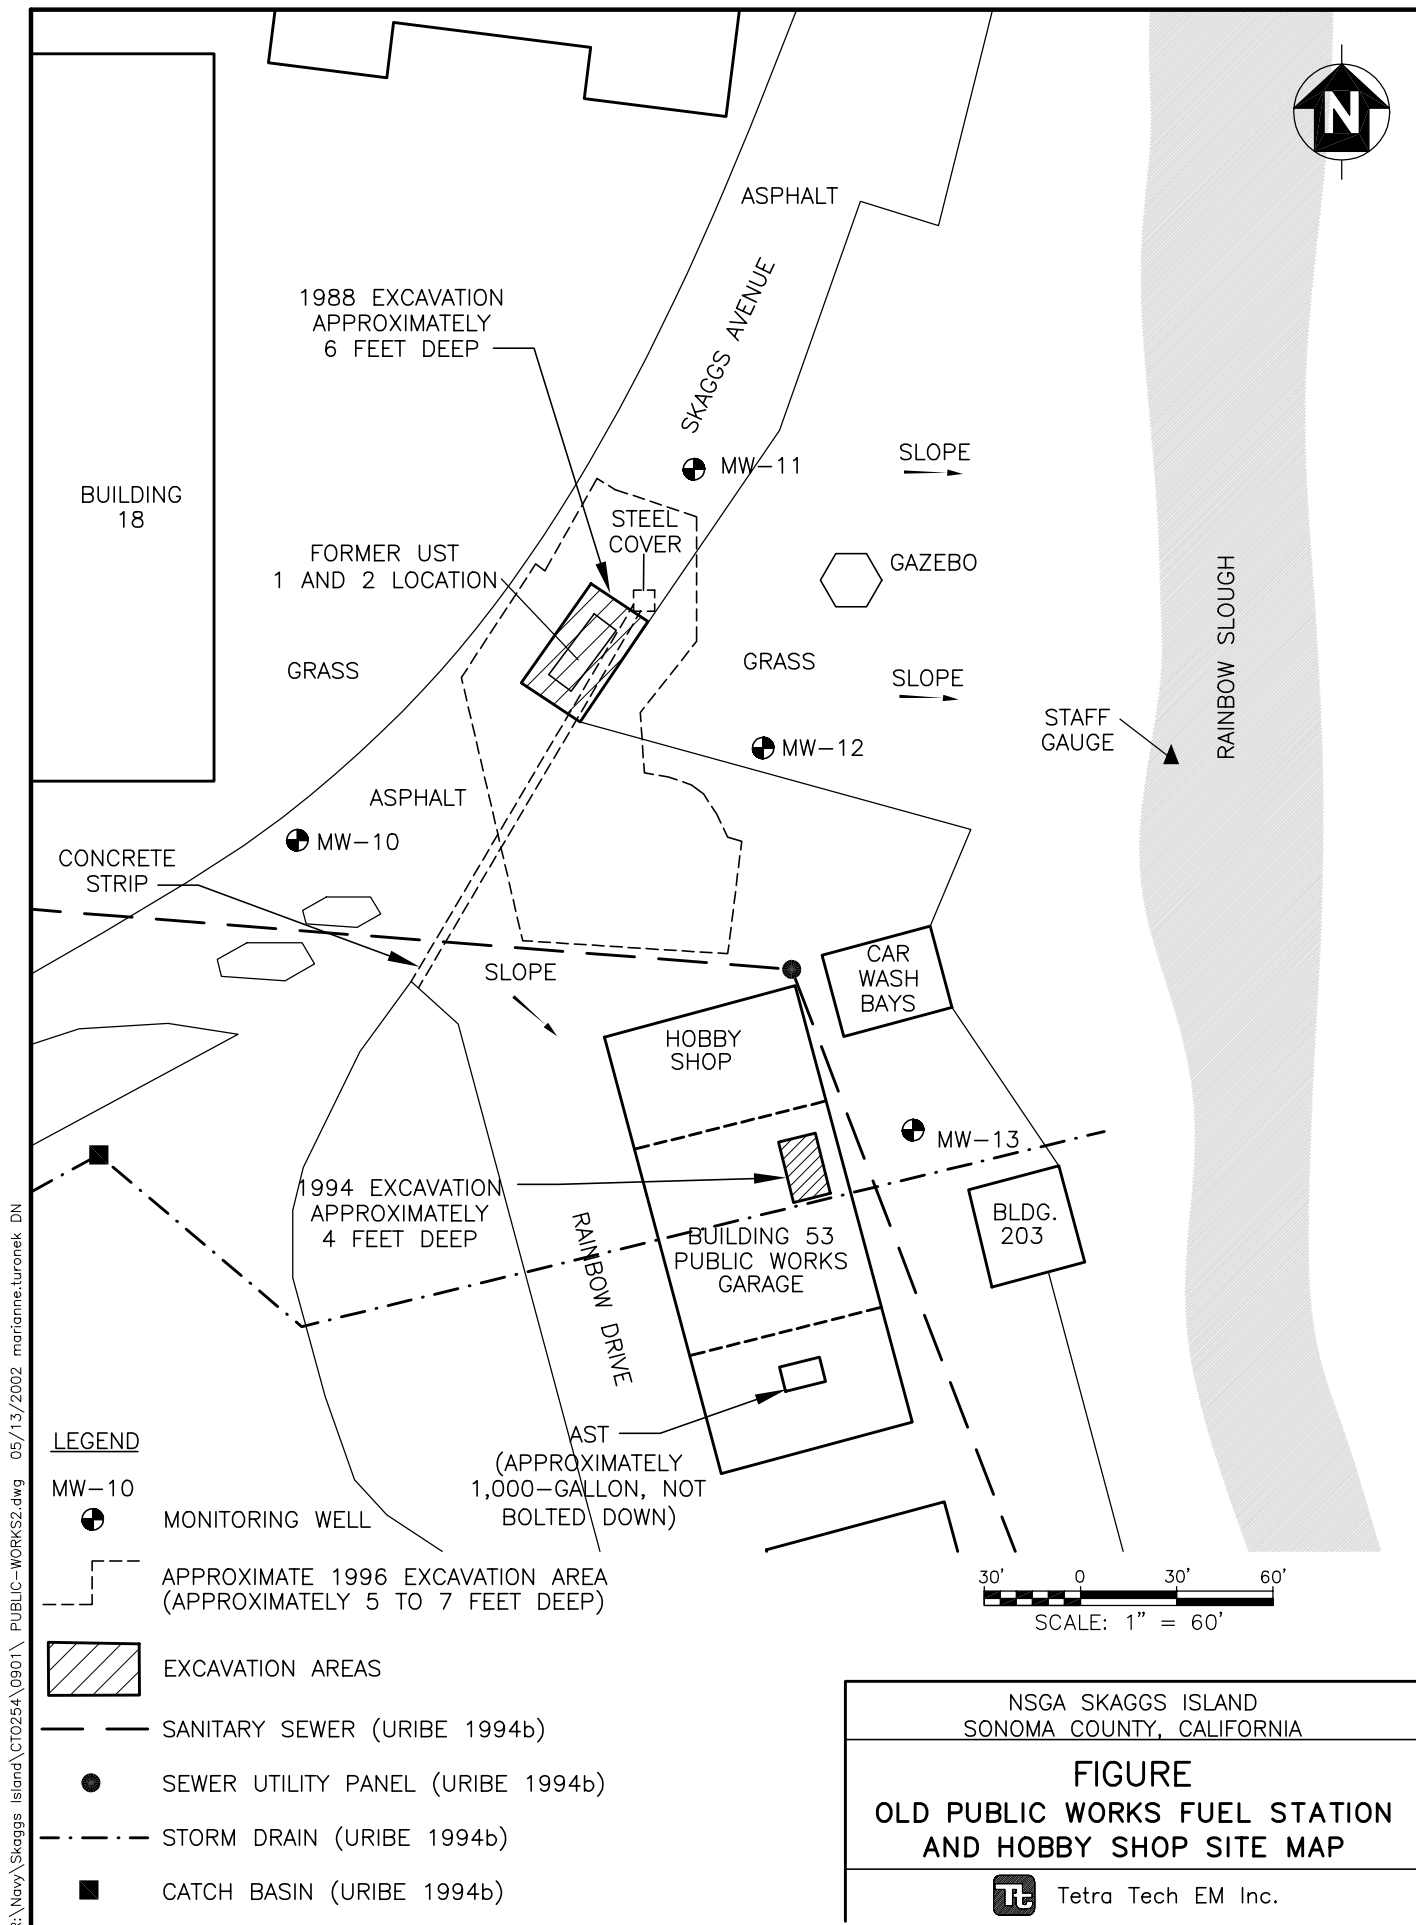 N
ASPHALT
SKAGGS AVENUE
1988 EXCAVATION
APPROXIMATELY
6 FEET DEEP
MW-11
SLOPE
BUILDING
18
STEEL
COVER
FORMER UST
1 AND 2 LOCATION
GAZEBO
RAINBOW SLOUGH
GRASS
GRASS
SLOPE
STAFF
GAUGE
MW-12
ASPHALT
MW-10
CONCRETE
STRIP
SLOPE
CAR
WASH
BAYS
HOBBY
SHOP
MW-13
1994 EXCAVATION
APPROXIMATELY
4 FEET DEEP
RAINBOW DRIVE
BUILDING 53
PUBLIC WORKS
GARAGE
BLDG.
203
AST
(APPROXIMATELY
1,000-GALLON, NOT
BOLTED DOWN)
LEGEND
MW-10
MONITORING WELL
APPROXIMATE 1996 EXCAVATION AREA
(APPROXIMATELY 5 TO 7 FEET DEEP)
EXCAVATION AREAS
SANITARY SEWER (URIBE 1994b)
SEWER UTILITY PANEL (URIBE 1994b)
STORM DRAIN (URIBE 1994b)
CATCH BASIN (URIBE 1994b)
30' 0 30' 60'
SCALE: 1" = 60'
NSGA SKAGGS ISLAND
SONOMA COUNTY, CALIFORNIA
FIGURE
OLD PUBLIC WORKS FUEL STATION
AND HOBBY SHOP SITE MAP
Tt Tetra Tech EM Inc.
:\Navy\Skaggs Island\CTO254\0901\ PUBLIC-WORKS2.dwg 05/13/2002 marianne.turonek DN